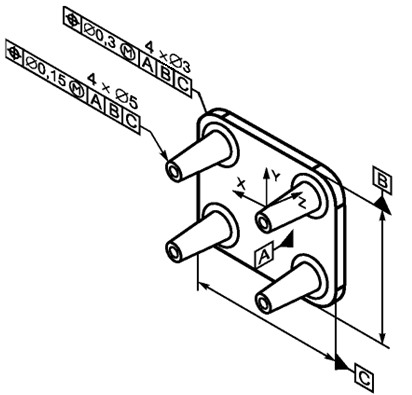 4 × Ø3
⌖ Ø0,3 Ⓜ A B C
4 × Ø5
⌖ Ø0,15 Ⓜ A B C
B
Y
X
Z
A
C